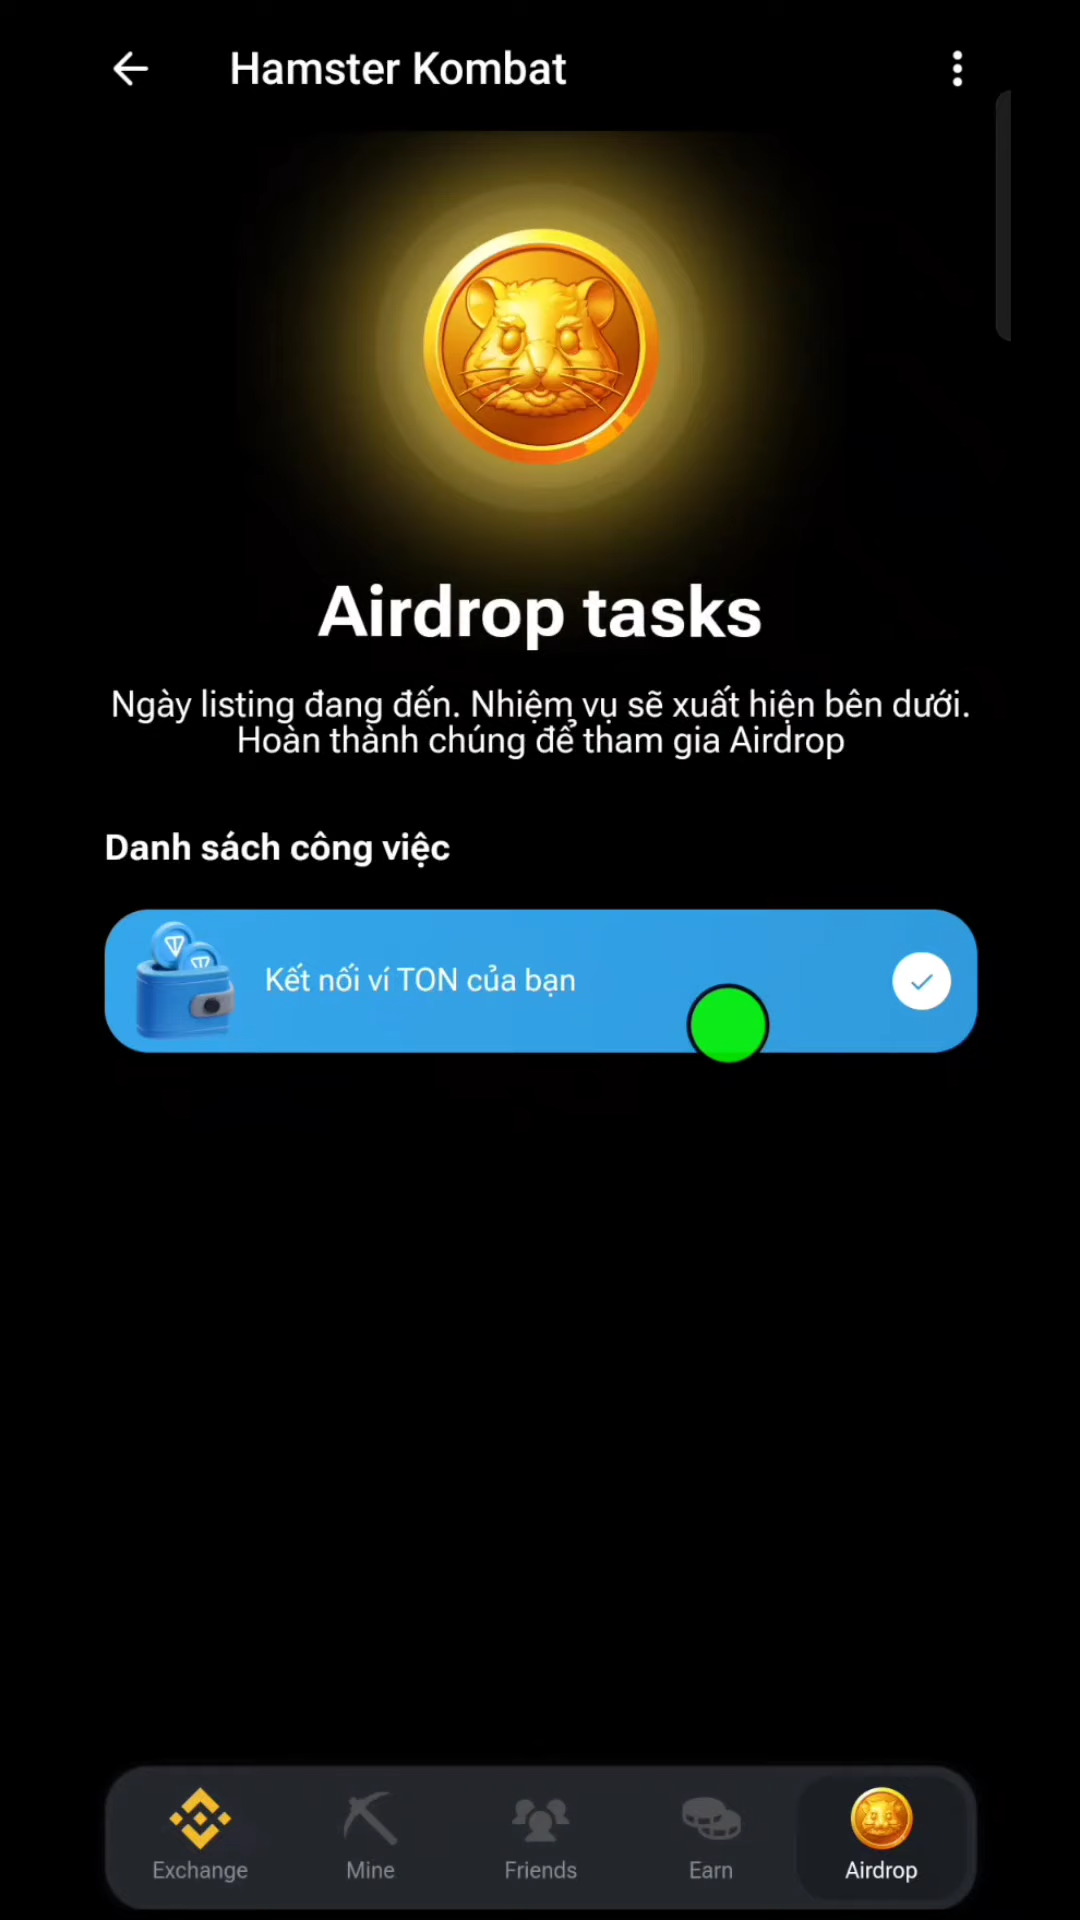 Hamster Kombat
Airdrop tasks
Ngày listing đang đến. Nhiệm vụ sẽ xuất hiện bên dưới.
Hoàn thành chúng để tham gia Airdrop
Danh sách công việc
Kết nối ví TON của bạn
Exchange
Mine
Friends
Earn
Airdrop